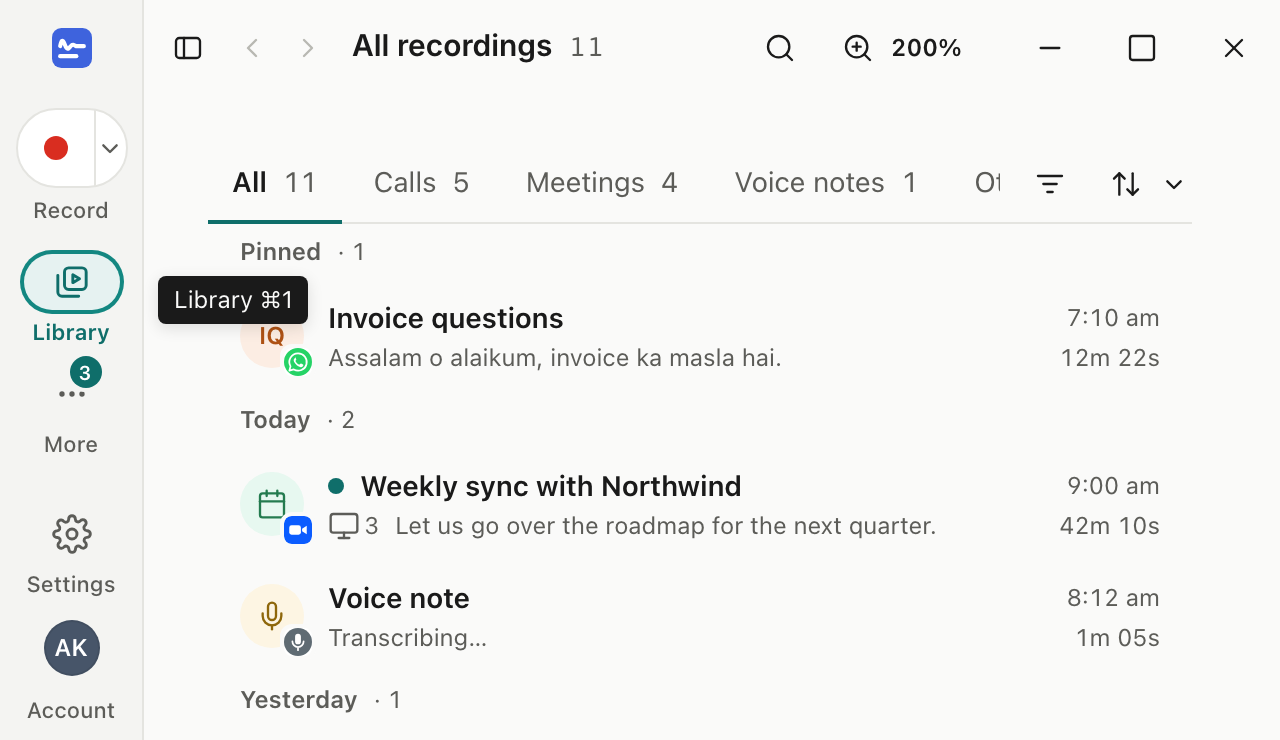 All recordings 11
200%
Record
All 11 Calls 5 Meetings 4 Voice notes 1
Pinned · 1
Library ⌘1
Library
IQ
Invoice questions 7:10 am
Assalam o alaikum, invoice ka masla hai. 12m 22s
3
More
Today · 2
Weekly sync with Northwind 9:00 am
3 Let us go over the roadmap for the next quarter. 42m 10s
Settings
Voice note 8:12 am
Transcribing... 1m 05s
AK
Account
Yesterday · 1